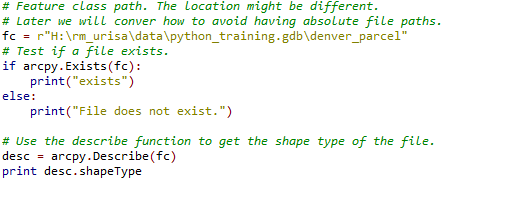 # Feature class path. The location might be different.
# Later we will conver how to avoid having absolute file paths.
fc = r"H:\rm_urisa\data\python_training.gdb\denver_parcel"
# Test if a file exists.
if arcpy.Exists(fc):
    print("exists")
else:
    print("File does not exist.")
# Use the describe function to get the shape type of the file.
desc = arcpy.Describe(fc)
print desc.shapeType